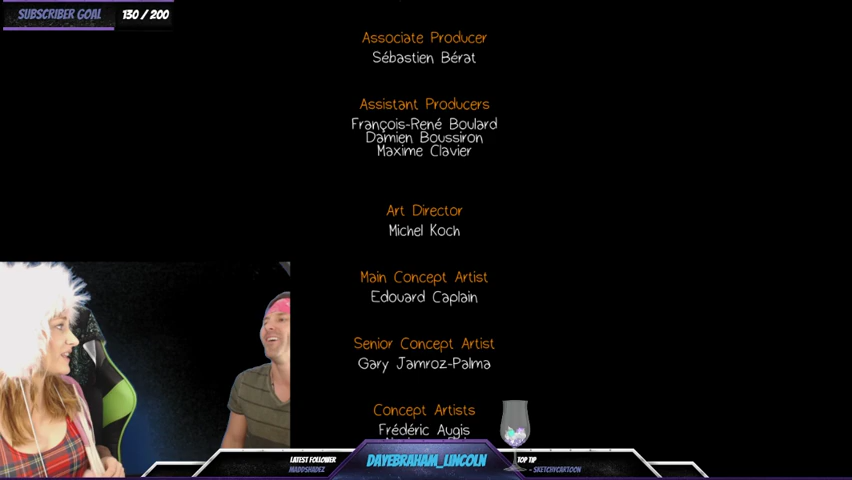 SUBSCRIBER GOAL 130 / 200
Associate Producer
Sébastien Bérat
Assistant Producers
François-René Boulard
Damien Boussiron
Maxime Clavier
Art Director
Michel Koch
Main Concept Artist
Edouard Caplain
Senior Concept Artist
Gary Jamroz-Palma
Concept Artists
Frédéric Augis
LATEST FOLLOWER
MADDSHADEZ
DAYEBRAHAM_LINCOLN
TOP TIP
- SKETCHYCARTOON